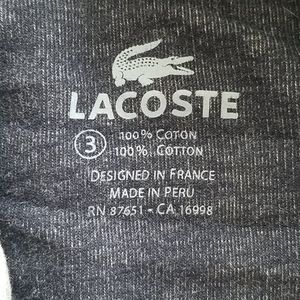 LACOSTE
3
100% COTON
100% COTTON
DESIGNED IN FRANCE
MADE IN PERU
RN 87651 - CA 16998